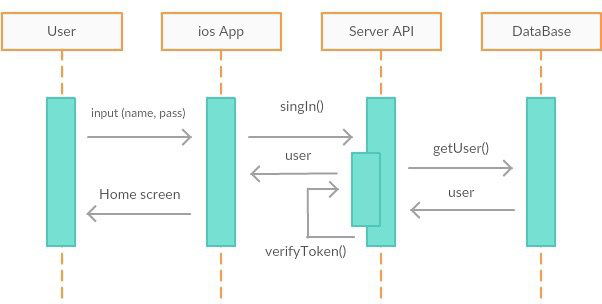 User
ios App
Server API
DataBase
input (name, pass)
singIn()
user
getUser()
Home screen
user
verifyToken()